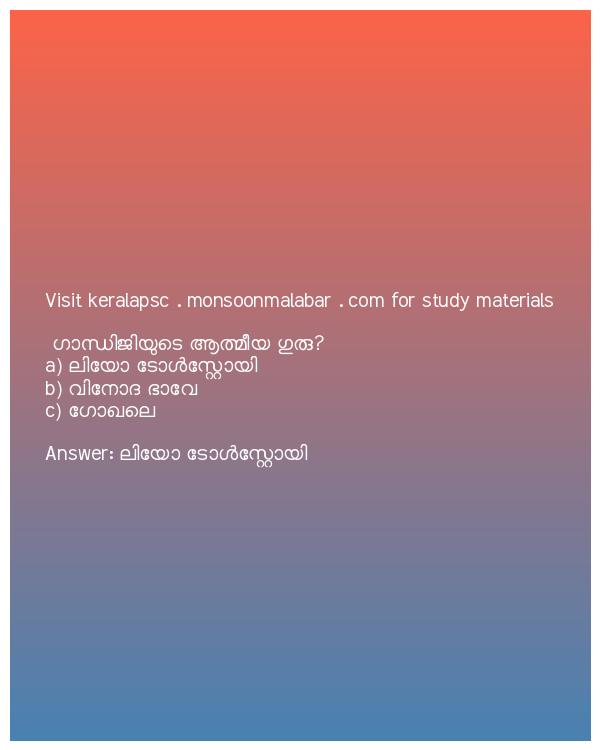 Visit keralapsc . monsoonmalabar . com for study materials
ഗാന്ധിജിയുടെ ആത്മീയ ഗുരു?
a) ലിയോ ടോൾസ്റ്റോയി
b) വിനോദ ഭാവേ
c) ഗോഖലെ
Answer: ലിയോ ടോൾസ്റ്റോയി